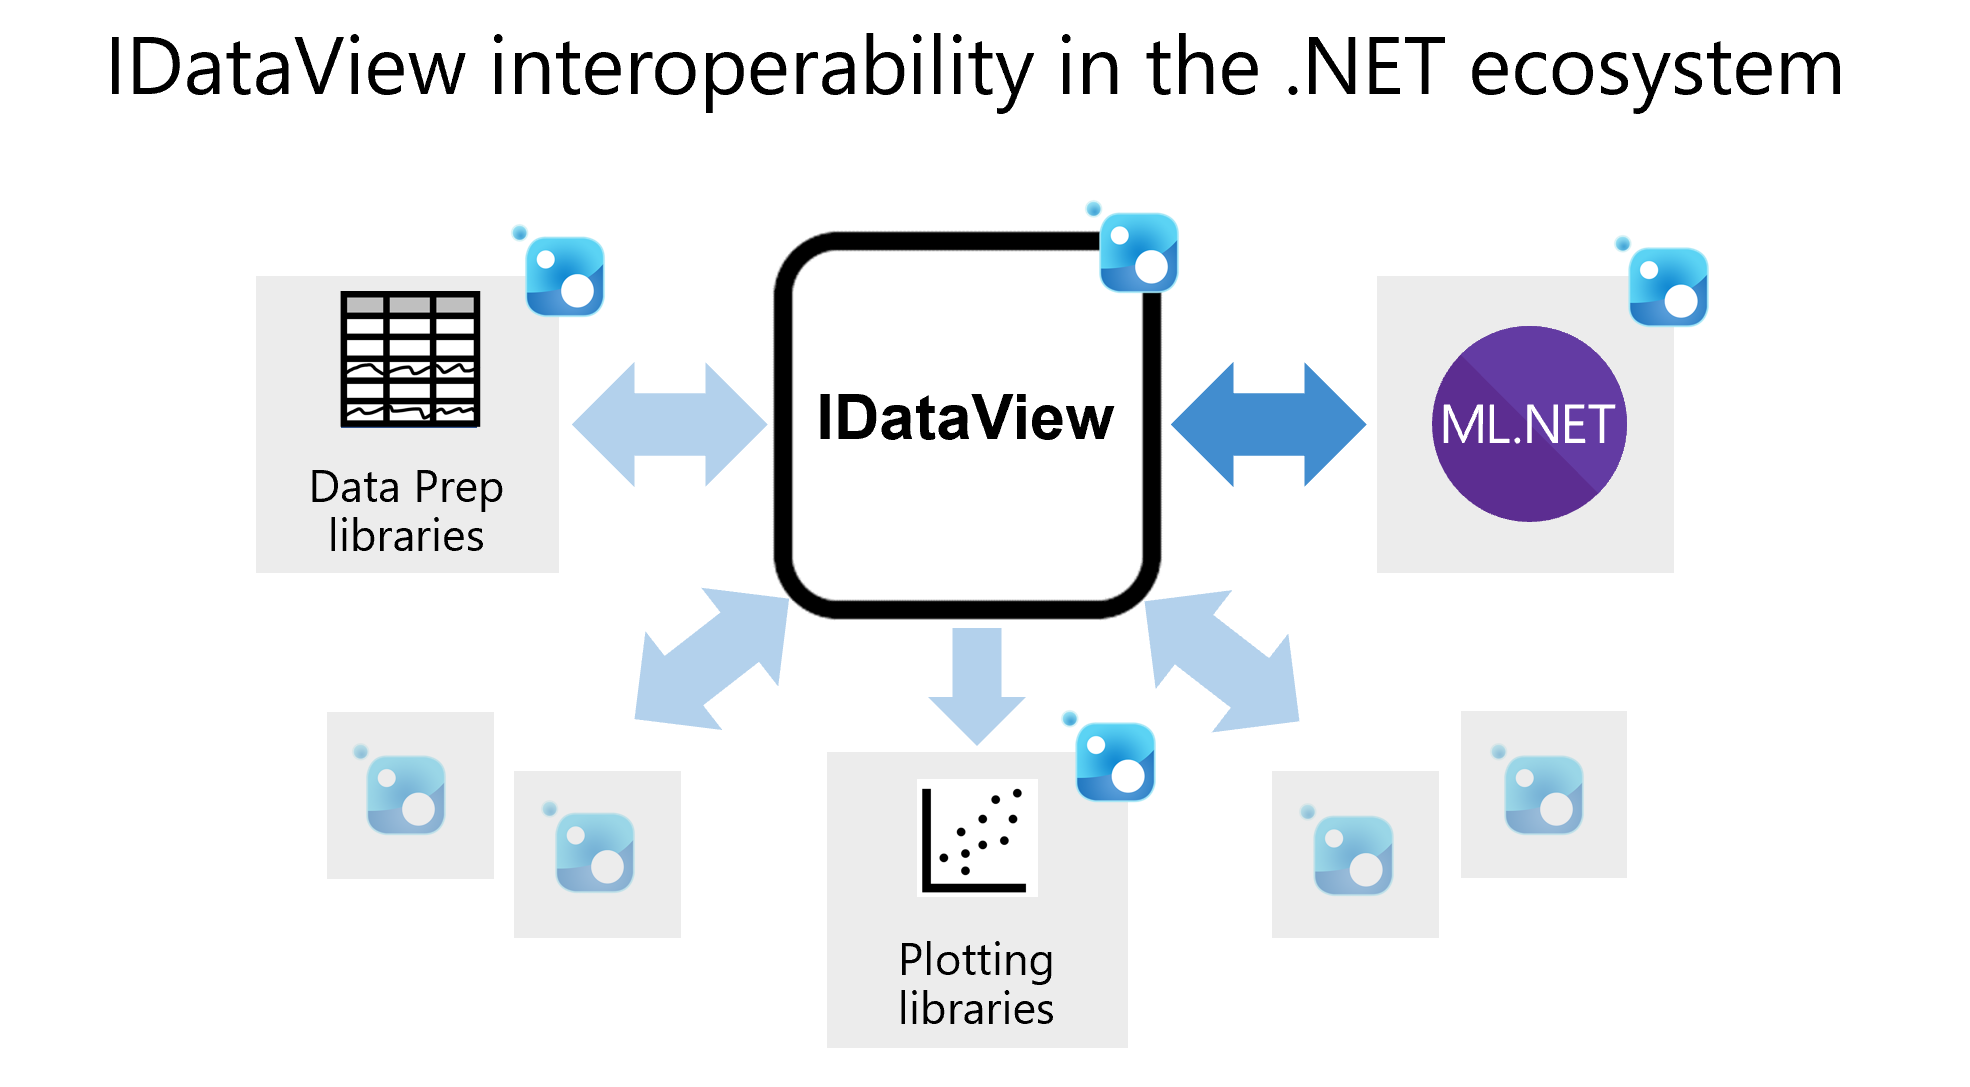 IDataView interoperability in the .NET ecosystem
IDataView
ML.NET
Data Prep
libraries
Plotting
libraries